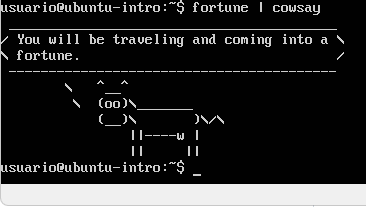 usuario@ubuntu-intro:~$ fortune | cowsay
 _________________________________________
/ You will be traveling and coming into a \
\ fortune.                                /
 -----------------------------------------
        \   ^__^
         \  (oo)\_______
            (__)\       )\/\
                ||----w |
                ||     ||
usuario@ubuntu-intro:~$ _